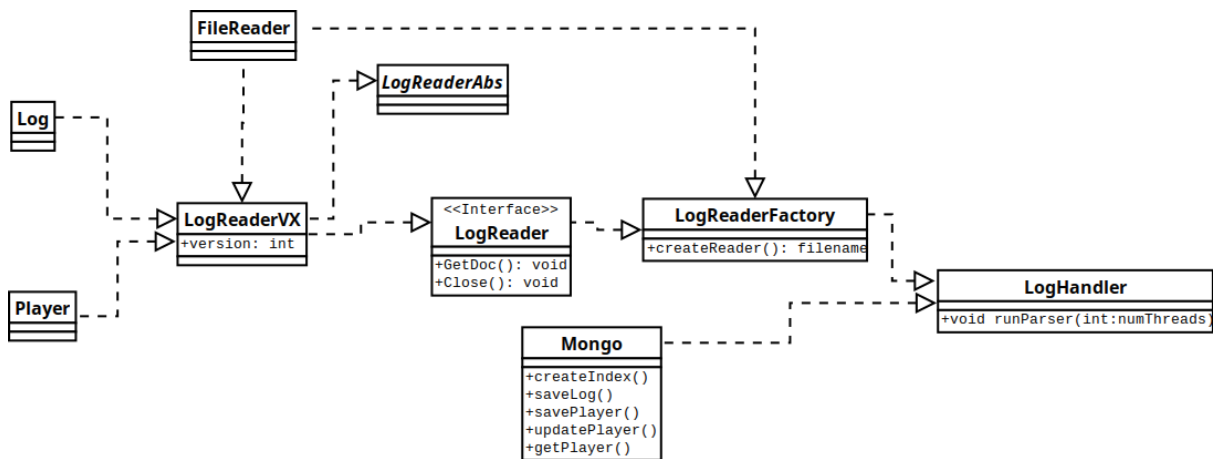 FileReader
LogReaderAbs
Log
LogReaderVX
+version: int
<<Interface>>
LogReader
+GetDoc(): void
+Close(): void
LogReaderFactory
+createReader(): filename
LogHandler
+void runParser(int:numThreads)
Player
Mongo
+createIndex()
+saveLog()
+savePlayer()
+updatePlayer()
+getPlayer()